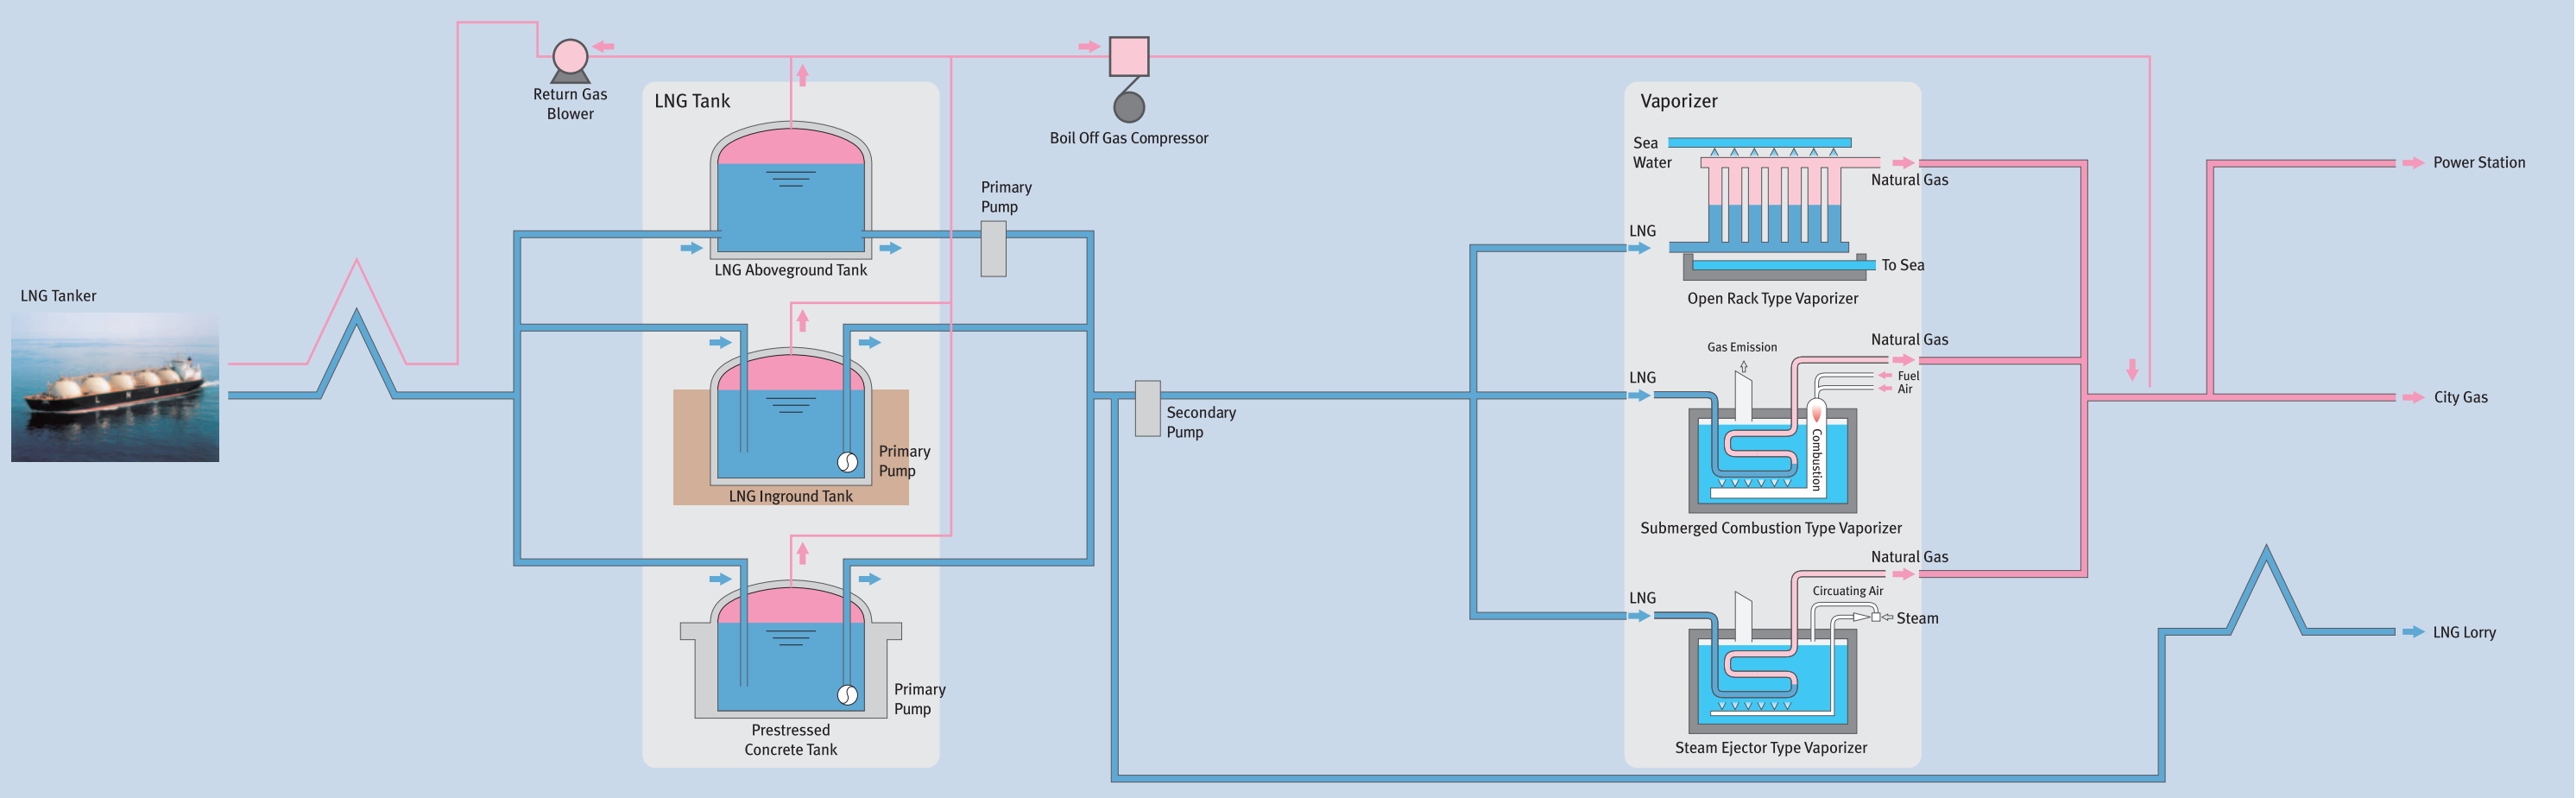 Return Gas
Blower
LNG Tank
Boil Off Gas Compressor
Vaporizer
Sea
Water
Natural Gas
Power Station
Primary
Pump
LNG
To Sea
LNG Aboveground Tank
Open Rack Type Vaporizer
LNG Tanker
L N G
Natural Gas
Gas Emission
Fuel
Air
LNG
City Gas
Secondary
Pump
Primary
Pump
Combustion
LNG Inground Tank
Submerged Combustion Type Vaporizer
Natural Gas
Circuating Air
LNG
Steam
LNG Lorry
Primary
Pump
Prestressed
Concrete Tank
Steam Ejector Type Vaporizer